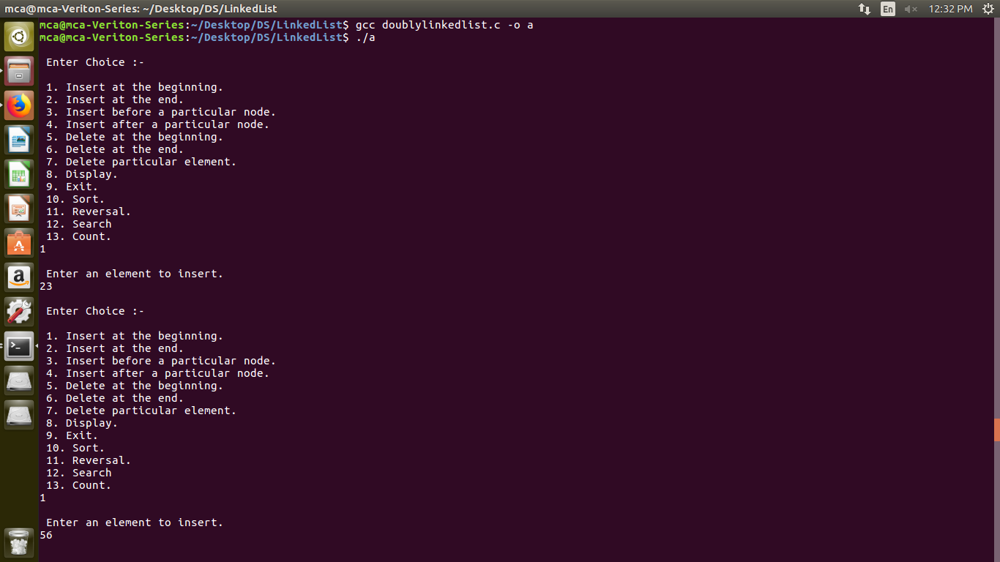 mca@mca-Veriton-Series: ~/Desktop/DS/LinkedList
En
12:32 PM
mca@mca-Veriton-Series:~/Desktop/DS/LinkedList$ gcc doublylinkedlist.c -o a
mca@mca-Veriton-Series:~/Desktop/DS/LinkedList$ ./a
Enter Choice :-
1. Insert at the beginning.
2. Insert at the end.
3. Insert before a particular node.
4. Insert after a particular node.
5. Delete at the beginning.
6. Delete at the end.
7. Delete particular element.
8. Display.
9. Exit.
10. Sort.
11. Reversal.
12. Search
13. Count.
1
Enter an element to insert.
23
Enter Choice :-
1. Insert at the beginning.
2. Insert at the end.
3. Insert before a particular node.
4. Insert after a particular node.
5. Delete at the beginning.
6. Delete at the end.
7. Delete particular element.
8. Display.
9. Exit.
10. Sort.
11. Reversal.
12. Search
13. Count.
1
Enter an element to insert.
56